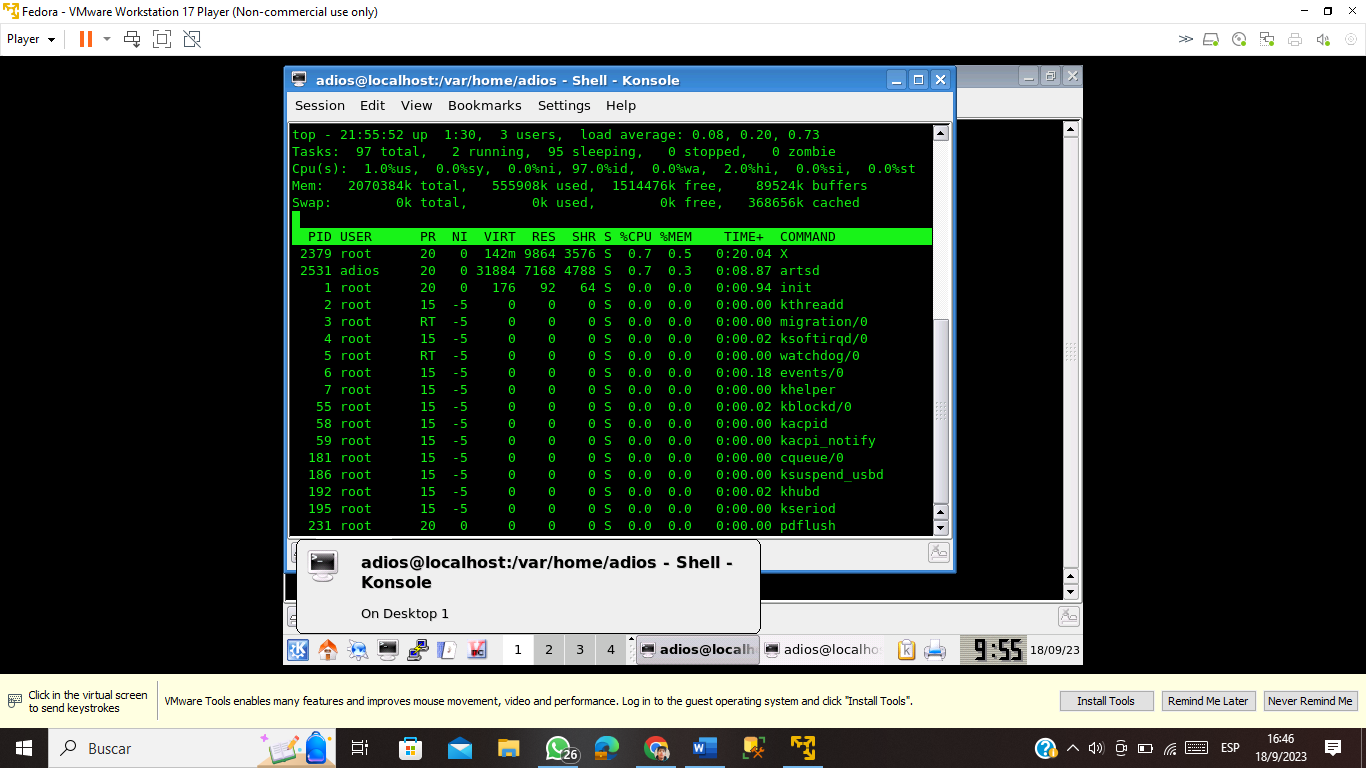 Fedora - VMware Workstation 17 Player (Non-commercial use only)
Player
adios@localhost:/var/home/adios - Shell - Konsole
Session Edit View Bookmarks Settings Help
top - 21:55:52 up  1:30,  3 users,  load average: 0.08, 0.20, 0.73
Tasks:  97 total,   2 running,  95 sleeping,   0 stopped,   0 zombie
Cpu(s):  1.0%us,  0.0%sy,  0.0%ni, 97.0%id,  0.0%wa,  2.0%hi,  0.0%si,  0.0%st
Mem:   2070384k total,   555908k used,  1514476k free,    89524k buffers
Swap:        0k total,        0k used,        0k free,   368656k cached
PID USER      PR  NI  VIRT  RES  SHR S %CPU %MEM    TIME+  COMMAND
2379 root      20   0  142m 9864 3576 S  0.7  0.5   0:20.04 X
2531 adios     20   0 31884 7168 4788 S  0.7  0.3   0:08.87 artsd
1 root      20   0   176   92   64 S  0.0  0.0   0:00.94 init
2 root      15  -5     0    0    0 S  0.0  0.0   0:00.00 kthreadd
3 root      RT  -5     0    0    0 S  0.0  0.0   0:00.00 migration/0
4 root      15  -5     0    0    0 S  0.0  0.0   0:00.02 ksoftirqd/0
5 root      RT  -5     0    0    0 S  0.0  0.0   0:00.00 watchdog/0
6 root      15  -5     0    0    0 S  0.0  0.0   0:00.18 events/0
7 root      15  -5     0    0    0 S  0.0  0.0   0:00.00 khelper
55 root      15  -5     0    0    0 S  0.0  0.0   0:00.02 kblockd/0
58 root      15  -5     0    0    0 S  0.0  0.0   0:00.00 kacpid
59 root      15  -5     0    0    0 S  0.0  0.0   0:00.00 kacpi_notify
181 root      15  -5     0    0    0 S  0.0  0.0   0:00.00 cqueue/0
186 root      15  -5     0    0    0 S  0.0  0.0   0:00.00 ksuspend_usbd
192 root      15  -5     0    0    0 S  0.0  0.0   0:00.02 khubd
195 root      15  -5     0    0    0 S  0.0  0.0   0:00.00 kseriod
231 root      20   0     0    0    0 S  0.0  0.0   0:00.00 pdflush
adios@localhost:/var/home/adios - Shell -
Konsole
On Desktop 1
1 2 3 4 adios@localh adios@localho 9:55 18/09/23
Click in the virtual screen
to send keystrokes
VMware Tools enables many features and improves mouse movement, video and performance. Log in to the guest operating system and click "Install Tools".
Install Tools Remind Me Later Never Remind Me
Buscar
26
ESP
16:46
18/9/2023